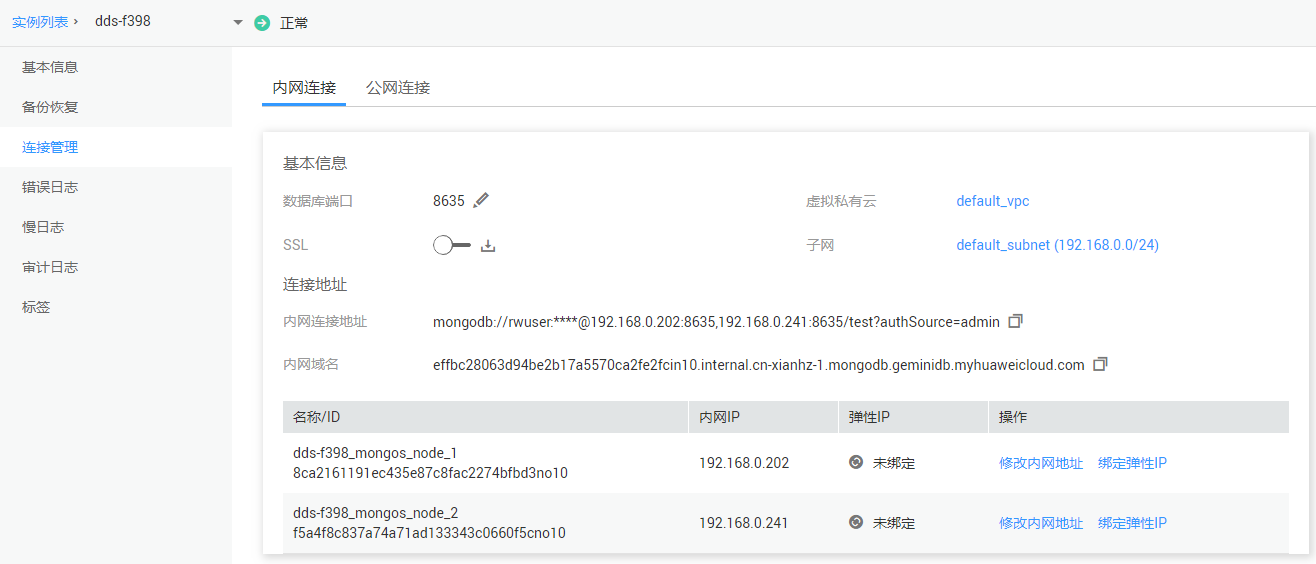 实例列表 › dds-f398 正常
基本信息
备份恢复
连接管理
错误日志
慢日志
审计日志
标签
内网连接 公网连接
基本信息
数据库端口 8635 虚拟私有云 default_vpc
SSL 子网 default_subnet (192.168.0.0/24)
连接地址
内网连接地址 mongodb://rwuser:****@192.168.0.202:8635,192.168.0.241:8635/test?authSource=admin
内网域名 effbc28063d94be2b17a5570ca2fe2fcin10.internal.cn-xianhz-1.mongodb.geminidb.myhuaweicloud.com
名称/ID 内网IP 弹性IP 操作
dds-f398_mongos_node_1
8ca2161191ec435e87c8fac2274bfbd3no10 192.168.0.202 未绑定 修改内网地址 绑定弹性IP
dds-f398_mongos_node_2
f5a4f8c837a74a71ad133343c0660f5cno10 192.168.0.241 未绑定 修改内网地址 绑定弹性IP